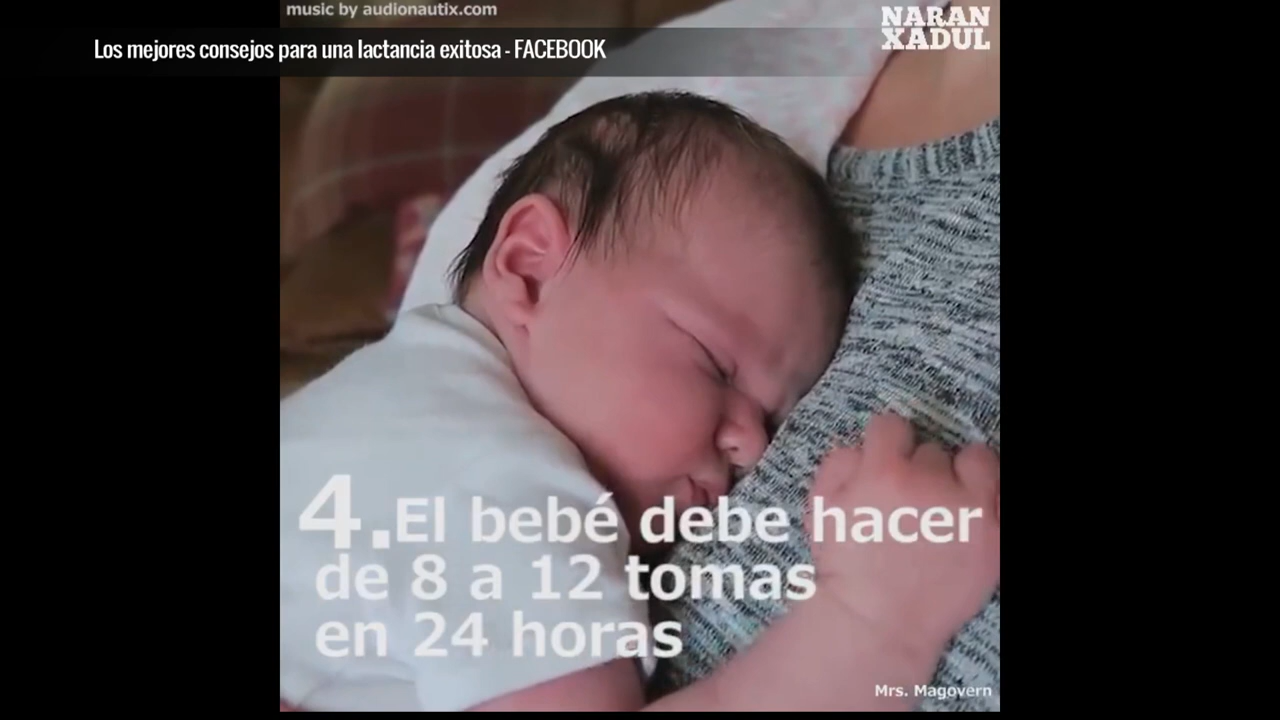 music by audionautix.com
NARAN
XADUL
Los mejores consejos para una lactancia exitosa - FACEBOOK
4.El bebé debe hacer
de 8 a 12 tomas
en 24 horas
Mrs. Magovern